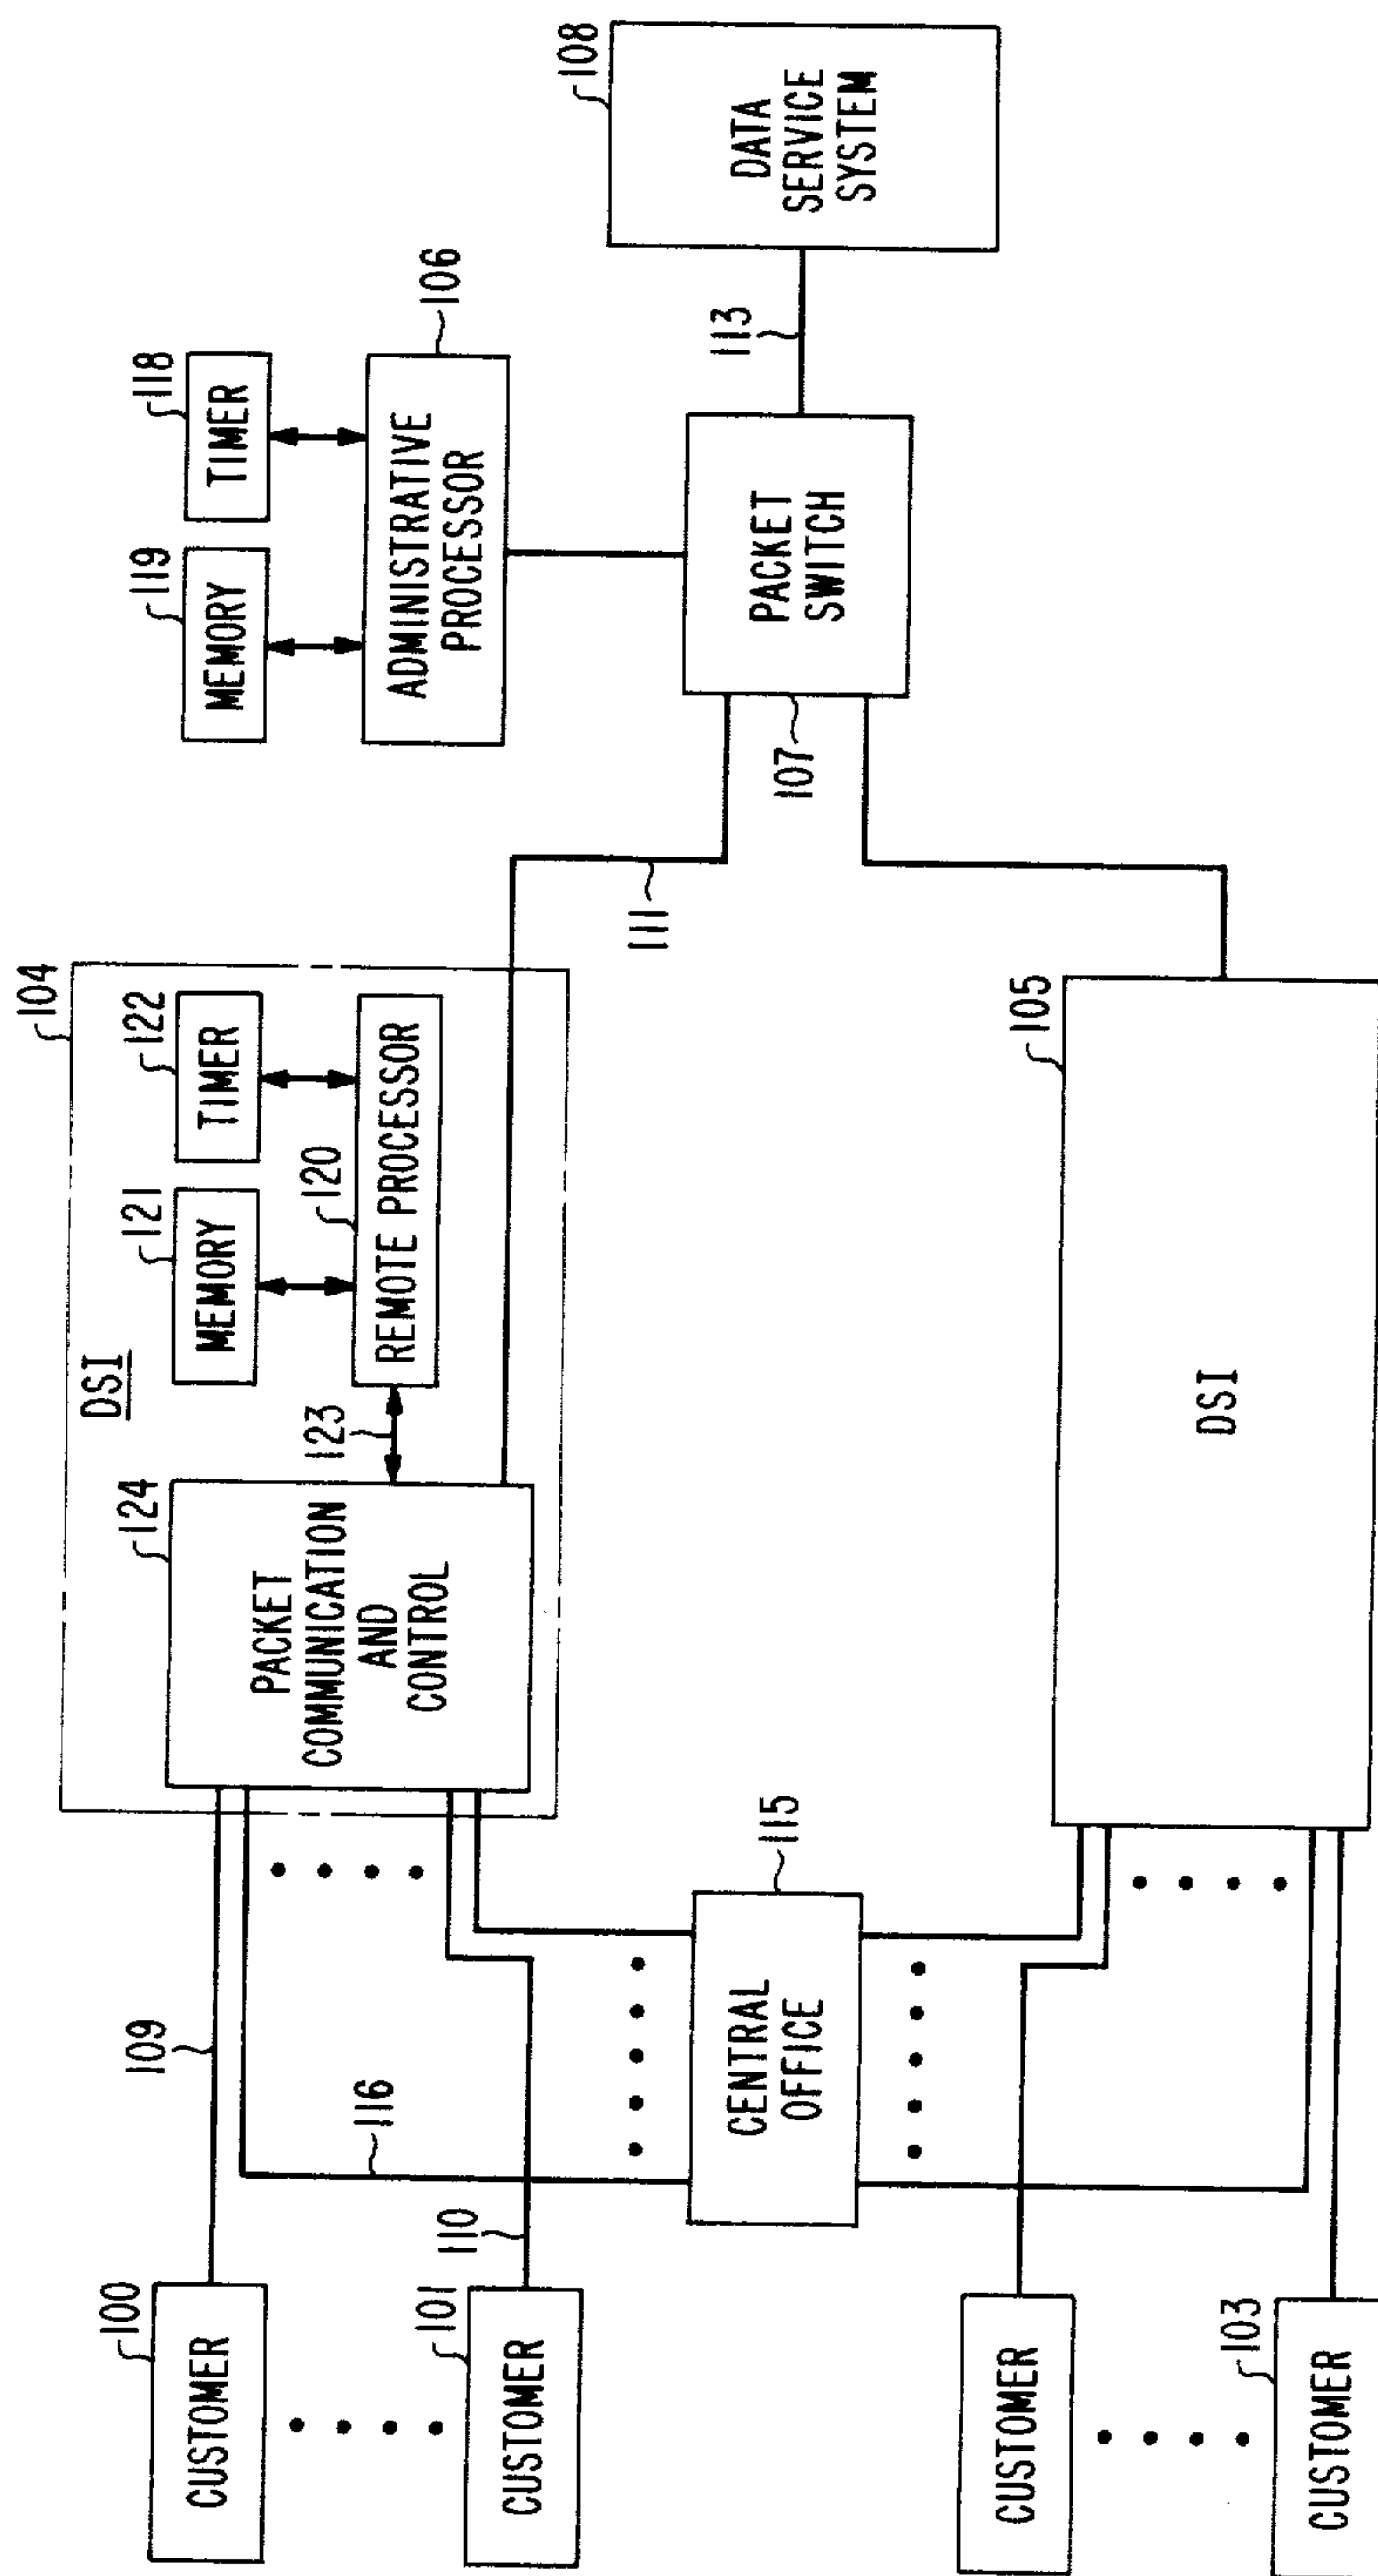 104
DSI
124
PACKET
COMMUNICATION
AND
CONTROL
121
MEMORY
122
TIMER
120
REMOTE PROCESSOR
123
119
MEMORY
118
TIMER
106
ADMINISTRATIVE
PROCESSOR
108
DATA
SERVICE
SYSTEM
113
PACKET
SWITCH
107
111
100
CUSTOMER
109
116
101
CUSTOMER
110
115
CENTRAL
OFFICE
105
DSI
CUSTOMER
103
CUSTOMER